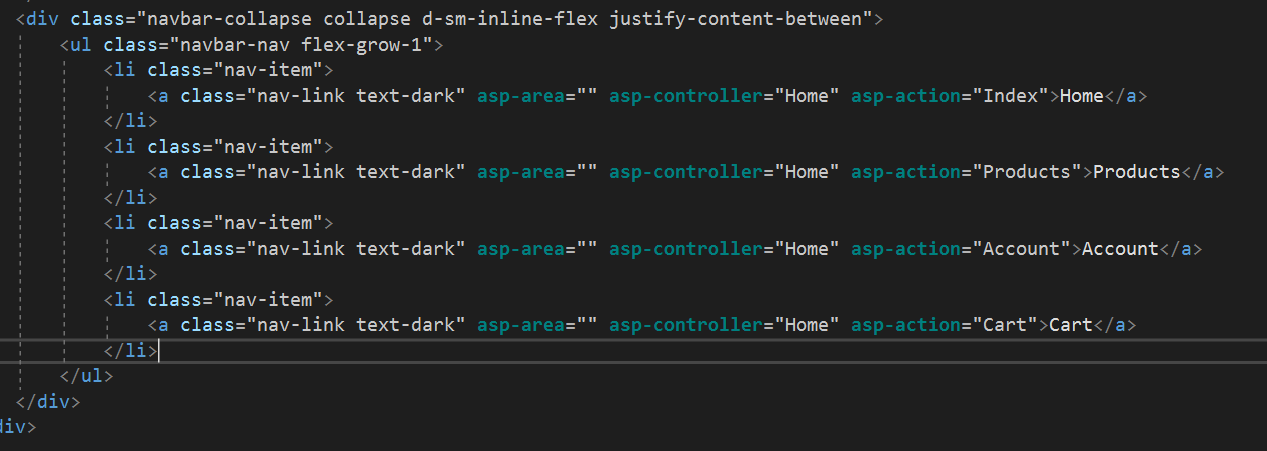 <div class="navbar-collapse collapse d-sm-inline-flex justify-content-between">
<ul class="navbar-nav flex-grow-1">
<li class="nav-item">
<a class="nav-link text-dark" asp-area="" asp-controller="Home" asp-action="Index">Home</a>
</li>
<li class="nav-item">
<a class="nav-link text-dark" asp-area="" asp-controller="Home" asp-action="Products">Products</a>
</li>
<li class="nav-item">
<a class="nav-link text-dark" asp-area="" asp-controller="Home" asp-action="Account">Account</a>
</li>
<li class="nav-item">
<a class="nav-link text-dark" asp-area="" asp-controller="Home" asp-action="Cart">Cart</a>
</li>
</ul>
</div>
div>